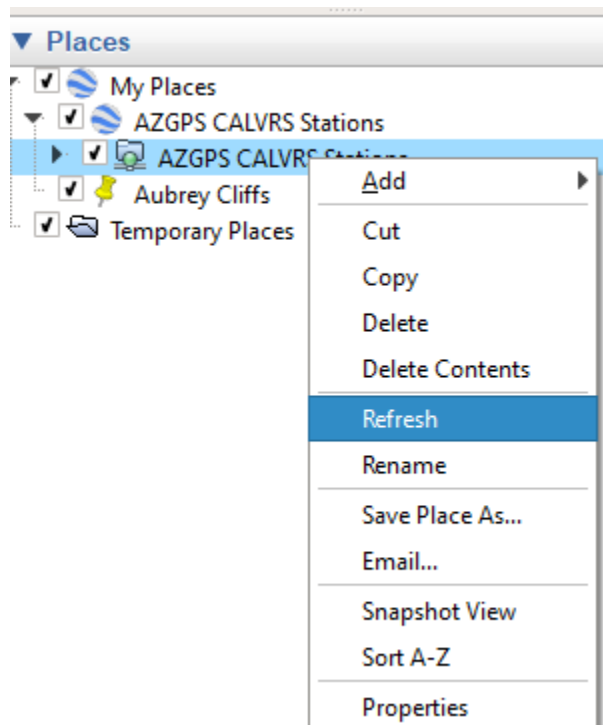 Places
My Places
AZGPS CALVRS Stations
AZGPS CALVRS Stations
Aubrey Cliffs
Temporary Places
Add
Cut
Copy
Delete
Delete Contents
Refresh
Rename
Save Place As...
Email...
Snapshot View
Sort A-Z
Properties